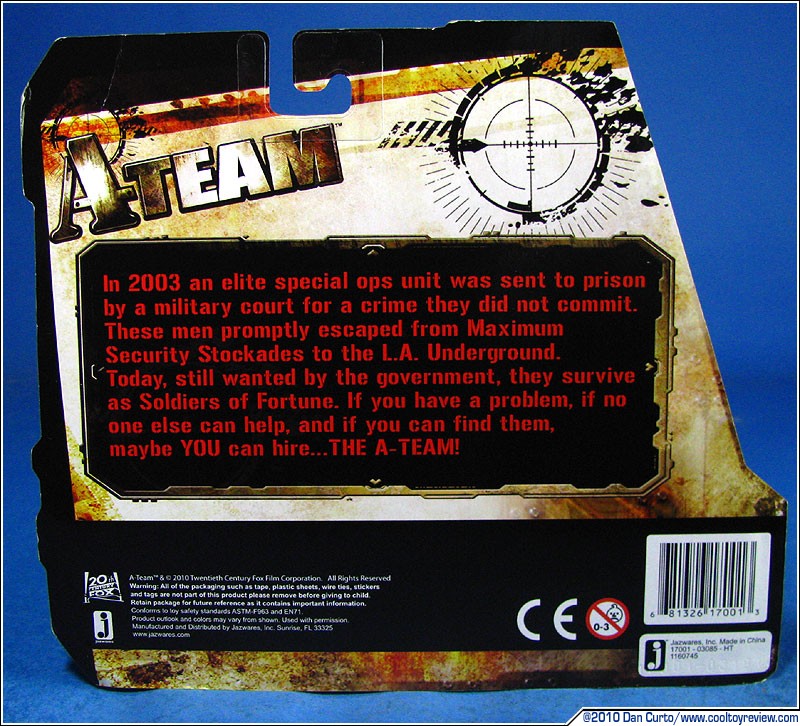 A-TEAM™
In 2003 an elite special ops unit was sent to prison
by a military court for a crime they did not commit.
These men promptly escaped from Maximum
Security Stockades to the L.A. Underground.
Today, still wanted by the government, they survive
as Soldiers of Fortune. If you have a problem, if no
one else can help, and if you can find them,
maybe YOU can hire...THE A-TEAM!
20th
CENTURY
FOX
A-Team™ & © 2010 Twentieth Century Fox Film Corporation. All Rights Reserved
Warning: All of the packaging such as tape, plastic sheets, wire ties, stickers
and tags are not part of this product please remove before giving to child.
Retain package for future reference as it contains important information.
Conforms to toy safety standards ASTM-F963 and EN71.
Product outlook and colors may vary from shown. Used with permission.
Manufactured and Distributed by Jazwares, Inc. Sunrise, FL 33325
www.jazwares.com
j
JAZWARES
CE
0-3
6 81326 17001 3
j
Jazwares, Inc. Made in China
17001 - 03085 - HT
1160745
©2010 Dan Curto/www.cooltoyreview.com